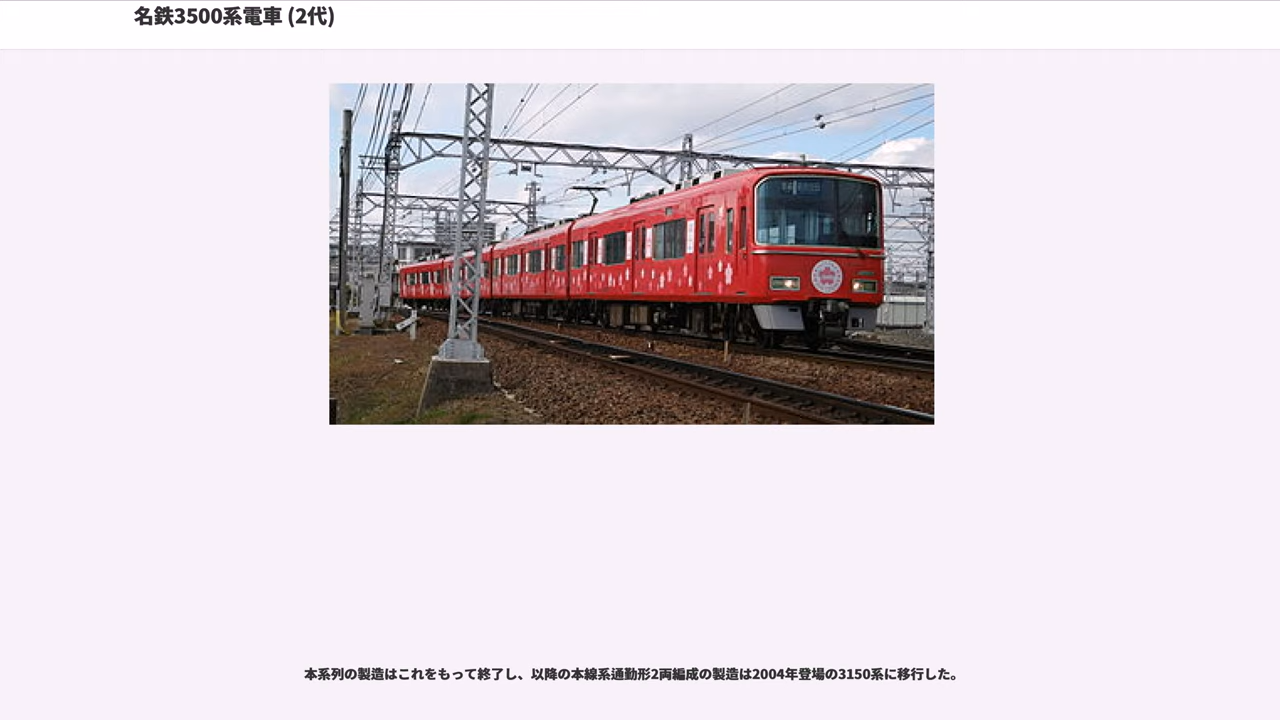 名鉄3500系電車 (2代)
本系列の製造はこれをもって終了し、以降の本線系通勤形2両編成の製造は2004年登場の3150系に移行した。